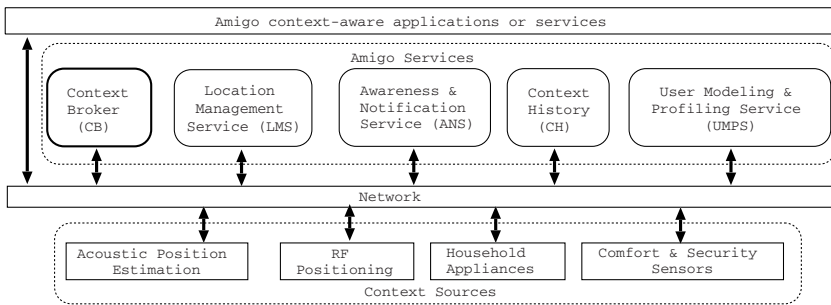 Amigo context-aware applications or services
Amigo Services
Context
Broker
(CB)
Location
Management
Service (LMS)
Awareness &
Notification
Service (ANS)
Context
History
(CH)
User Modeling &
Profiling Service
(UMPS)
Network
Acoustic Position
Estimation
RF
Positioning
Household
Appliances
Comfort & Security
Sensors
Context Sources